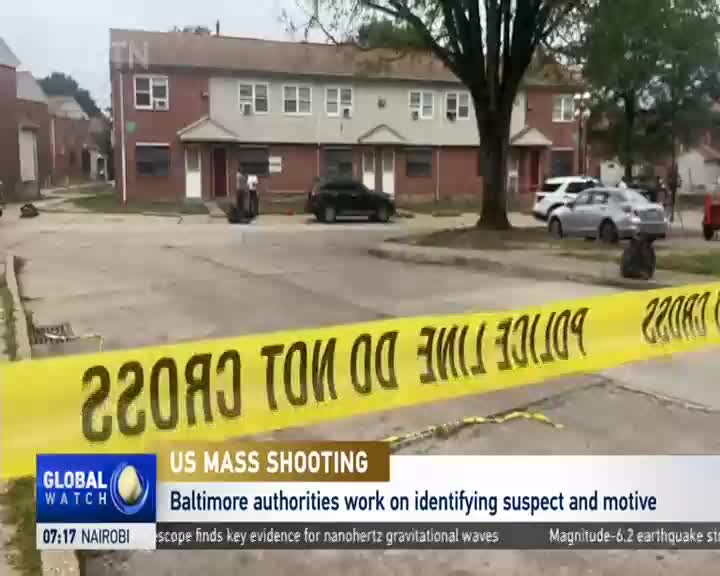 POLICE LINE DO NOT CROSS
CROSS
US MASS SHOOTING
GLOBAL
WATCH
Baltimore authorities work on identifying suspect and motive
07:17 NAIROBI
escope finds key evidence for nanohertz gravitational waves
Magnitude-6.2 earthquake st